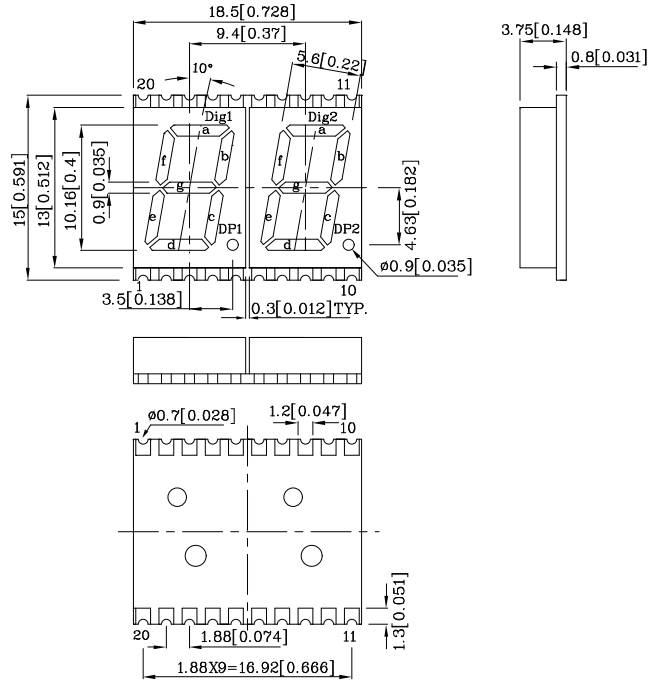 18.5[0.728]
9.4[0.37]
3.75[0.148]
0.8[0.031]
5.6[0.22]
10°
20
11
Dig1
Dig2
a
a
f
b
f
b
g
g
e
c
e
c
d
d
DP1
DP2
15[0.591]
13[0.512]
10.16[0.4]
0.9[0.035]
4.63[0.182]
ø0.9[0.035]
1
10
3.5[0.138]
0.3[0.012]TYP.
ø0.7[0.028]
1.2[0.047]
1
10
20
11
1.88[0.074]
1.3[0.051]
1.88X9=16.92[0.666]